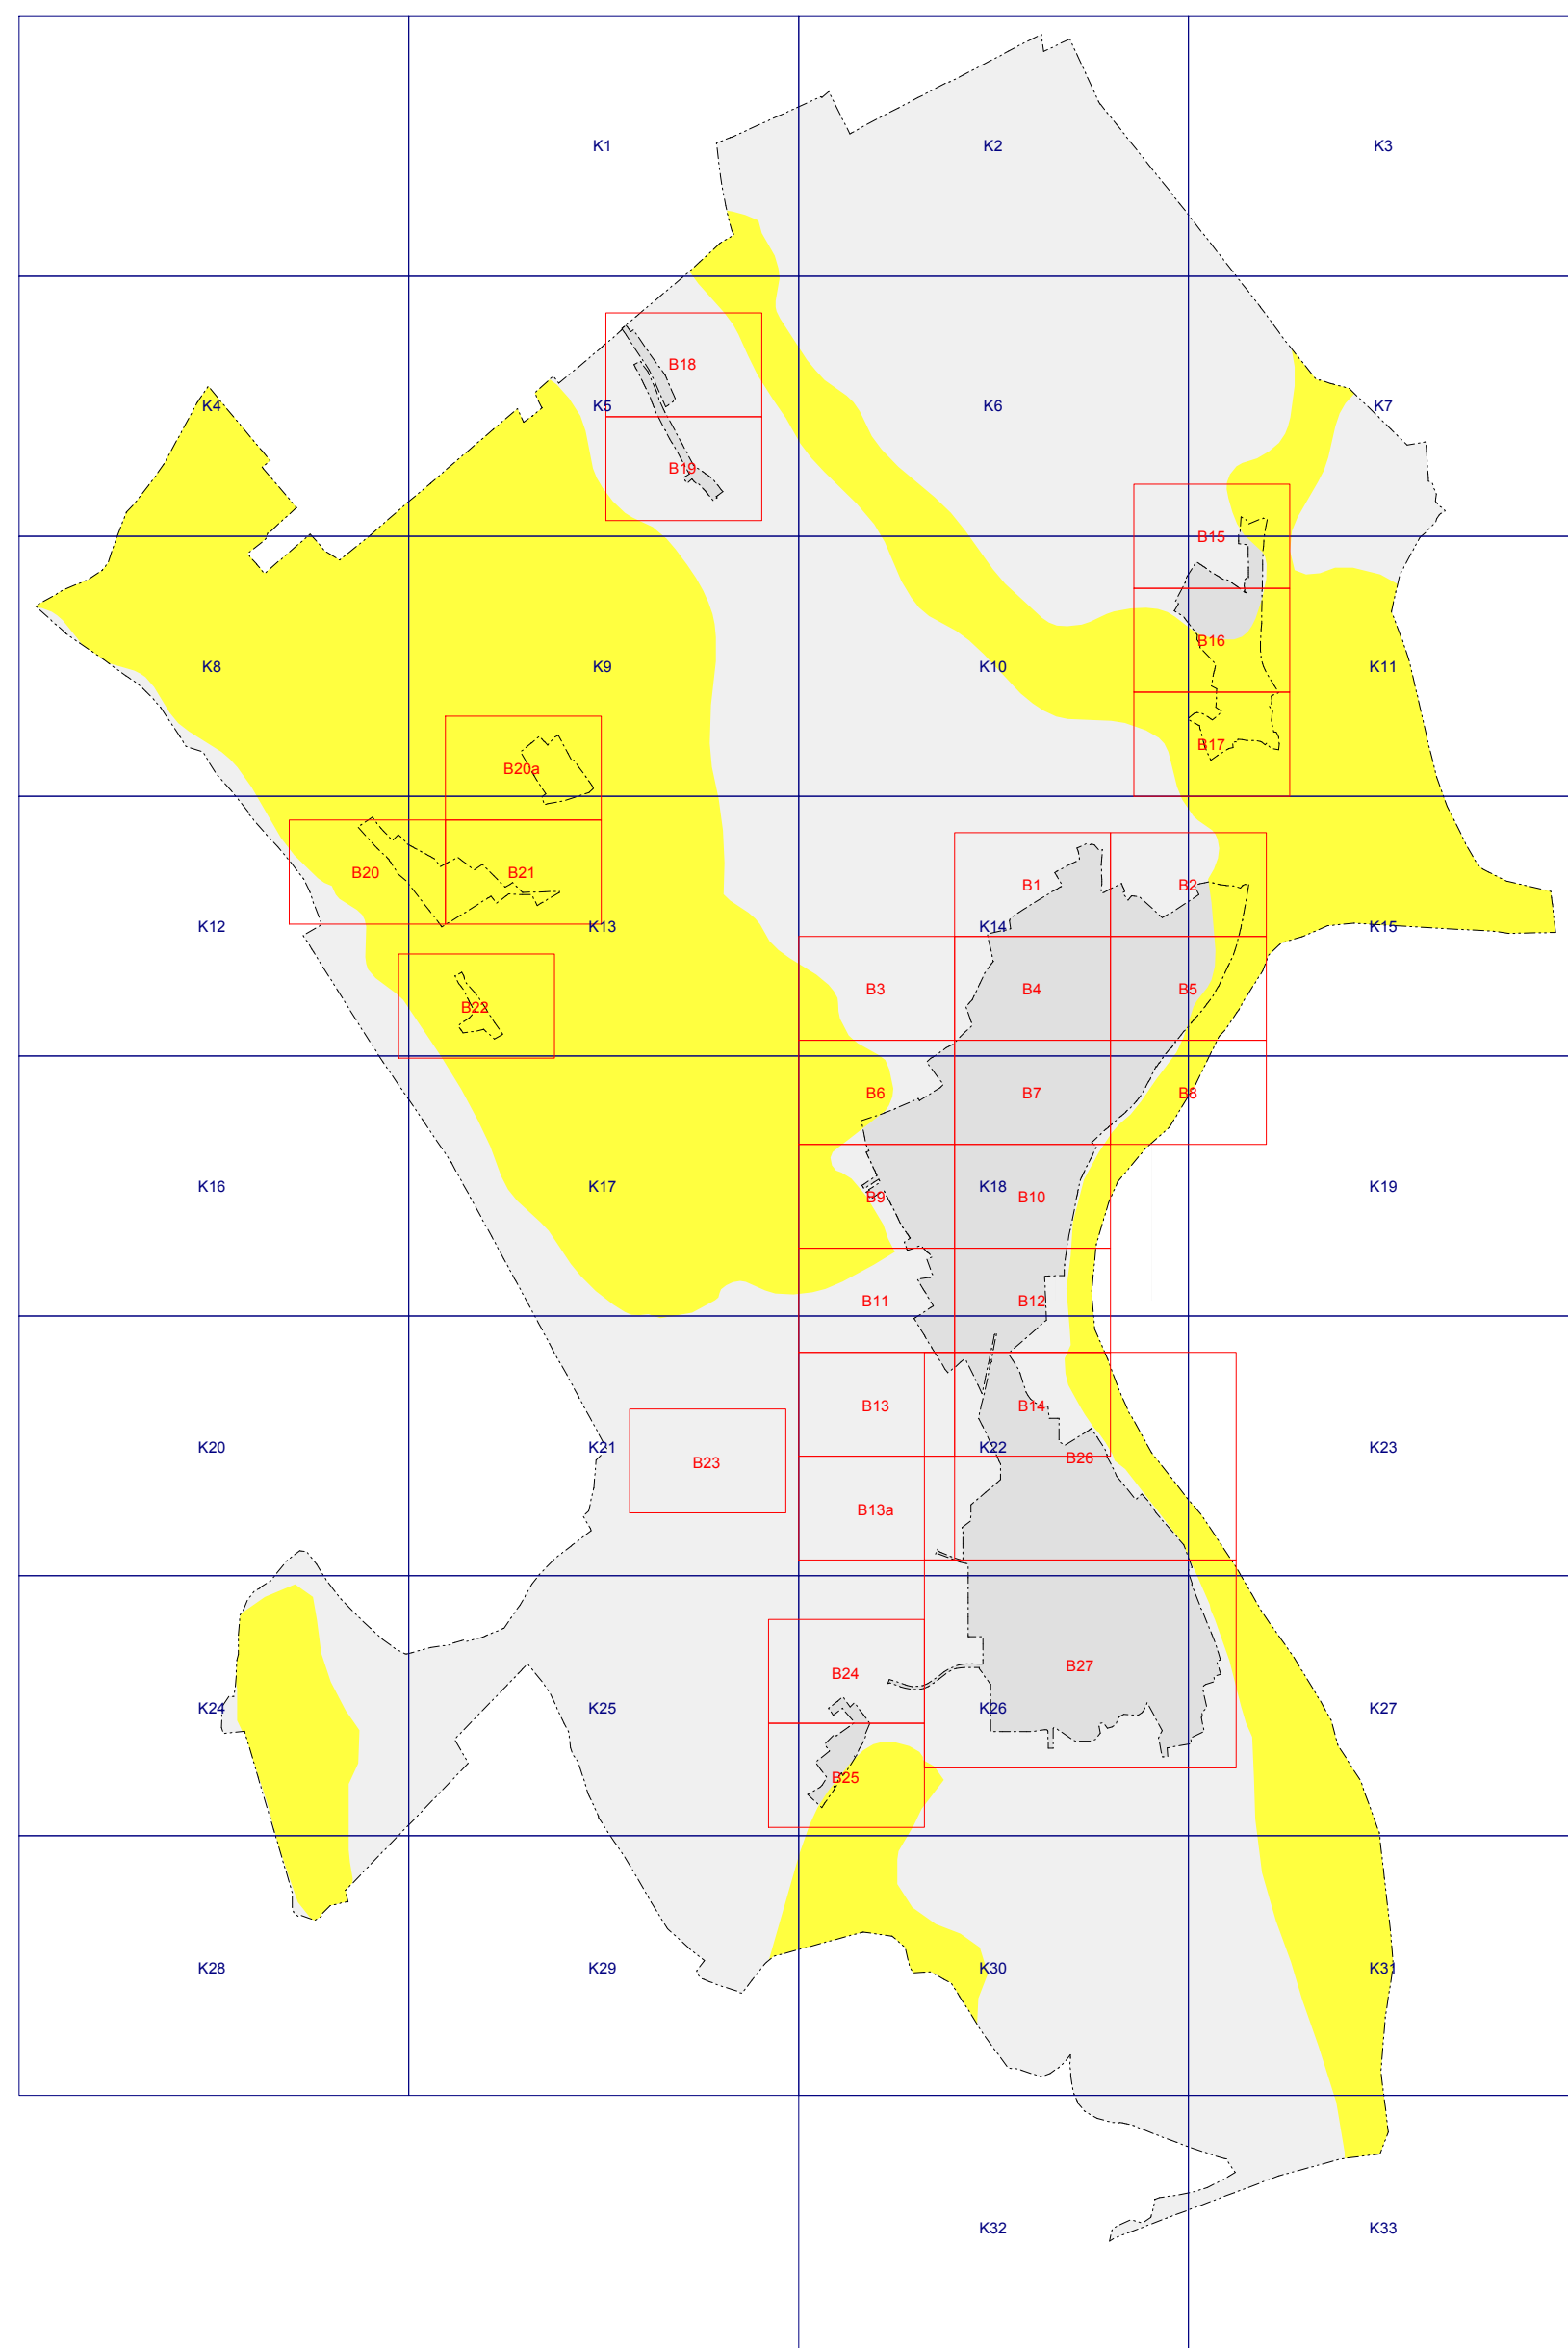 K1 K2 K3
B18
K4 K5 K6 K7
B19
B15
B16
K8 K9 K10 K11
B17
B20a
B20 B21
B1 B2
K12 K13 K14 K15
B3 B4 B5
B22
B6 B7 B8
K16 K17 K18 K19
B9 B10
B11 B12
B13 B14
K20 K21 K22 K23
B23 B26
B13a
B24 B27
K24 K25 K26 K27
B25
K28 K29 K30 K31
K32 K33